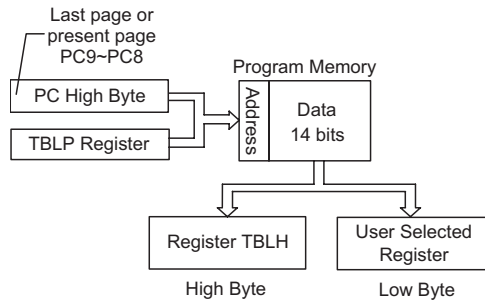 Last page or
present page
PC9~PC8
Program Memory
PC High Byte
TBLP Register
Address
Data
14 bits
Register TBLH
User Selected
Register
High Byte
Low Byte